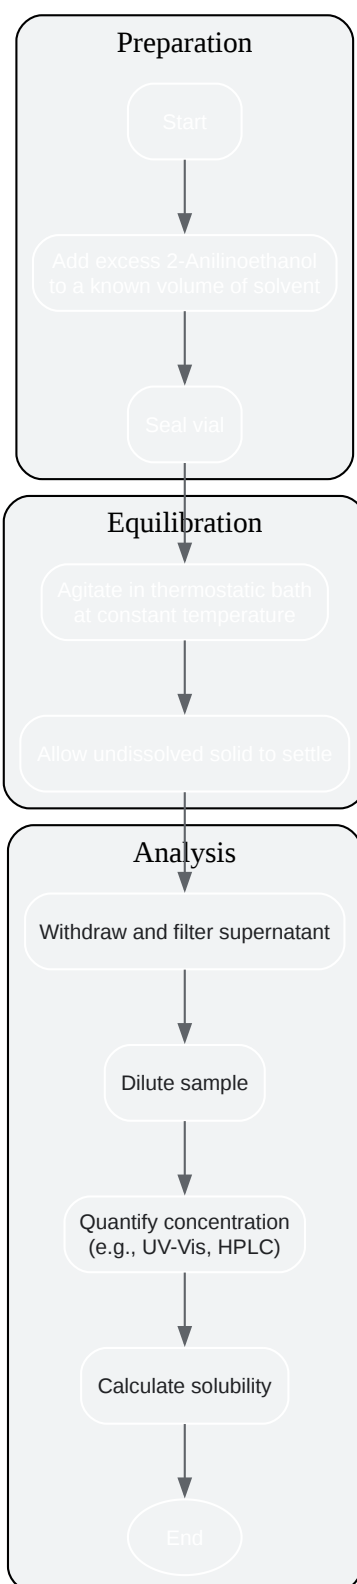 Preparation
Start
Add excess 2-Anilinoethanol
to a known volume of solvent
Seal vial
Equilibration
Agitate in thermostatic bath
at constant temperature
Allow undissolved solid to settle
Analysis
Withdraw and filter supernatant
Dilute sample
Quantify concentration
(e.g., UV-Vis, HPLC)
Calculate solubility
End